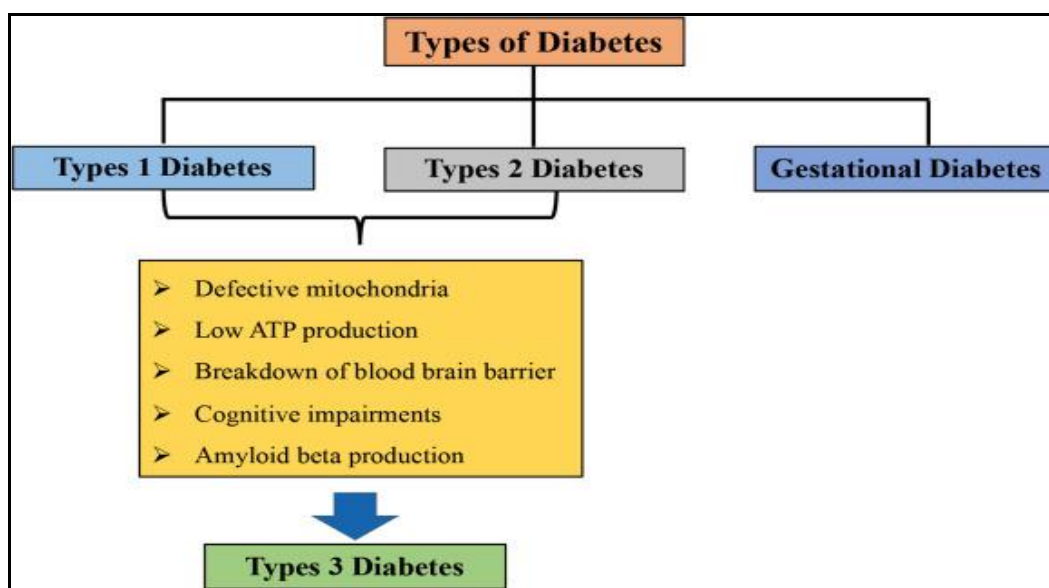 Types of Diabetes
Types 1 Diabetes
Types 2 Diabetes
Gestational Diabetes
➢ Defective mitochondria
➢ Low ATP production
➢ Breakdown of blood brain barrier
➢ Cognitive impairments
➢ Amyloid beta production
Types 3 Diabetes